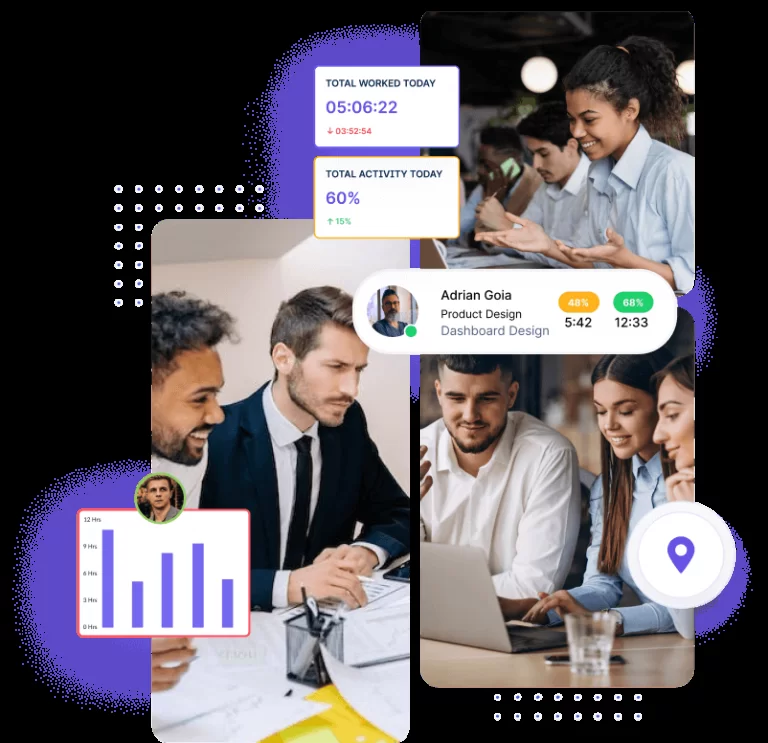 TOTAL WORKED TODAY
05:06:22
↓ 03:52:54
TOTAL ACTIVITY TODAY
60%
↑ 15%
Adrian Goia
Product Design
Dashboard Design
48%
5:42
68%
12:33
12 Hrs
9 Hrs
6 Hrs
3 Hrs
0 Hrs